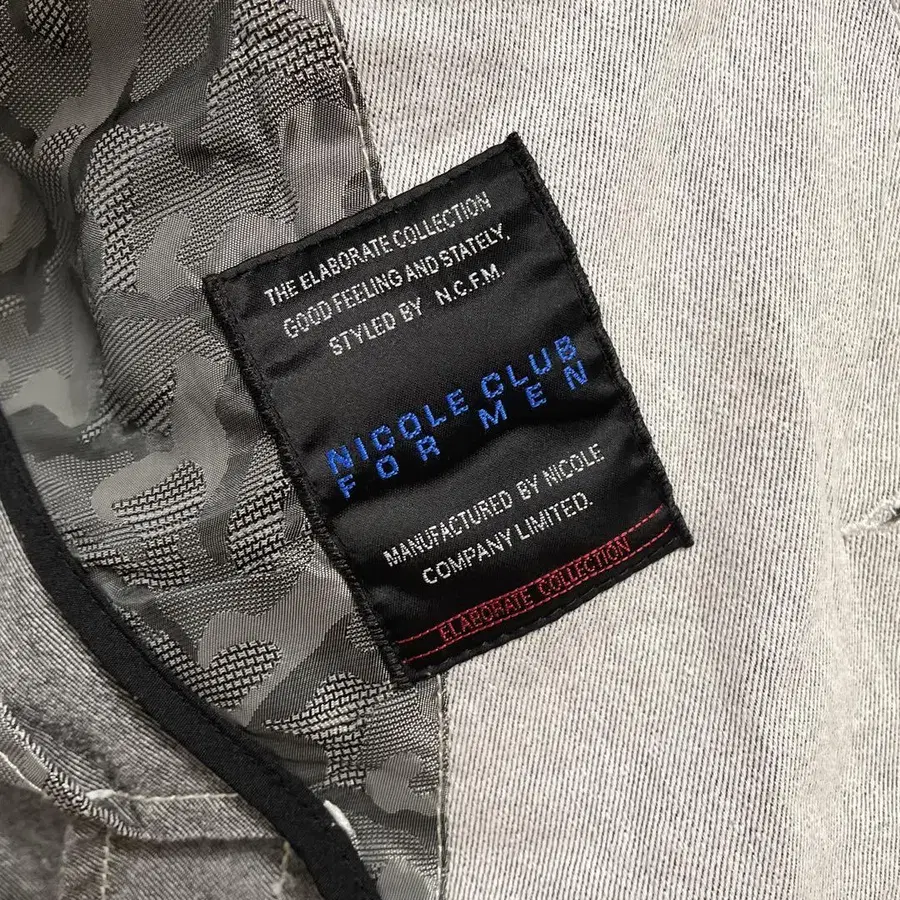 THE ELABORATE COLLECTION
GOOD FEELING AND STATELY,
STYLED BY N.C.F.M.
NICOLE CLUB
FOR MEN
MANUFACTURED BY NICOLE
COMPANY LIMITED.
ELABORATE COLLECTION